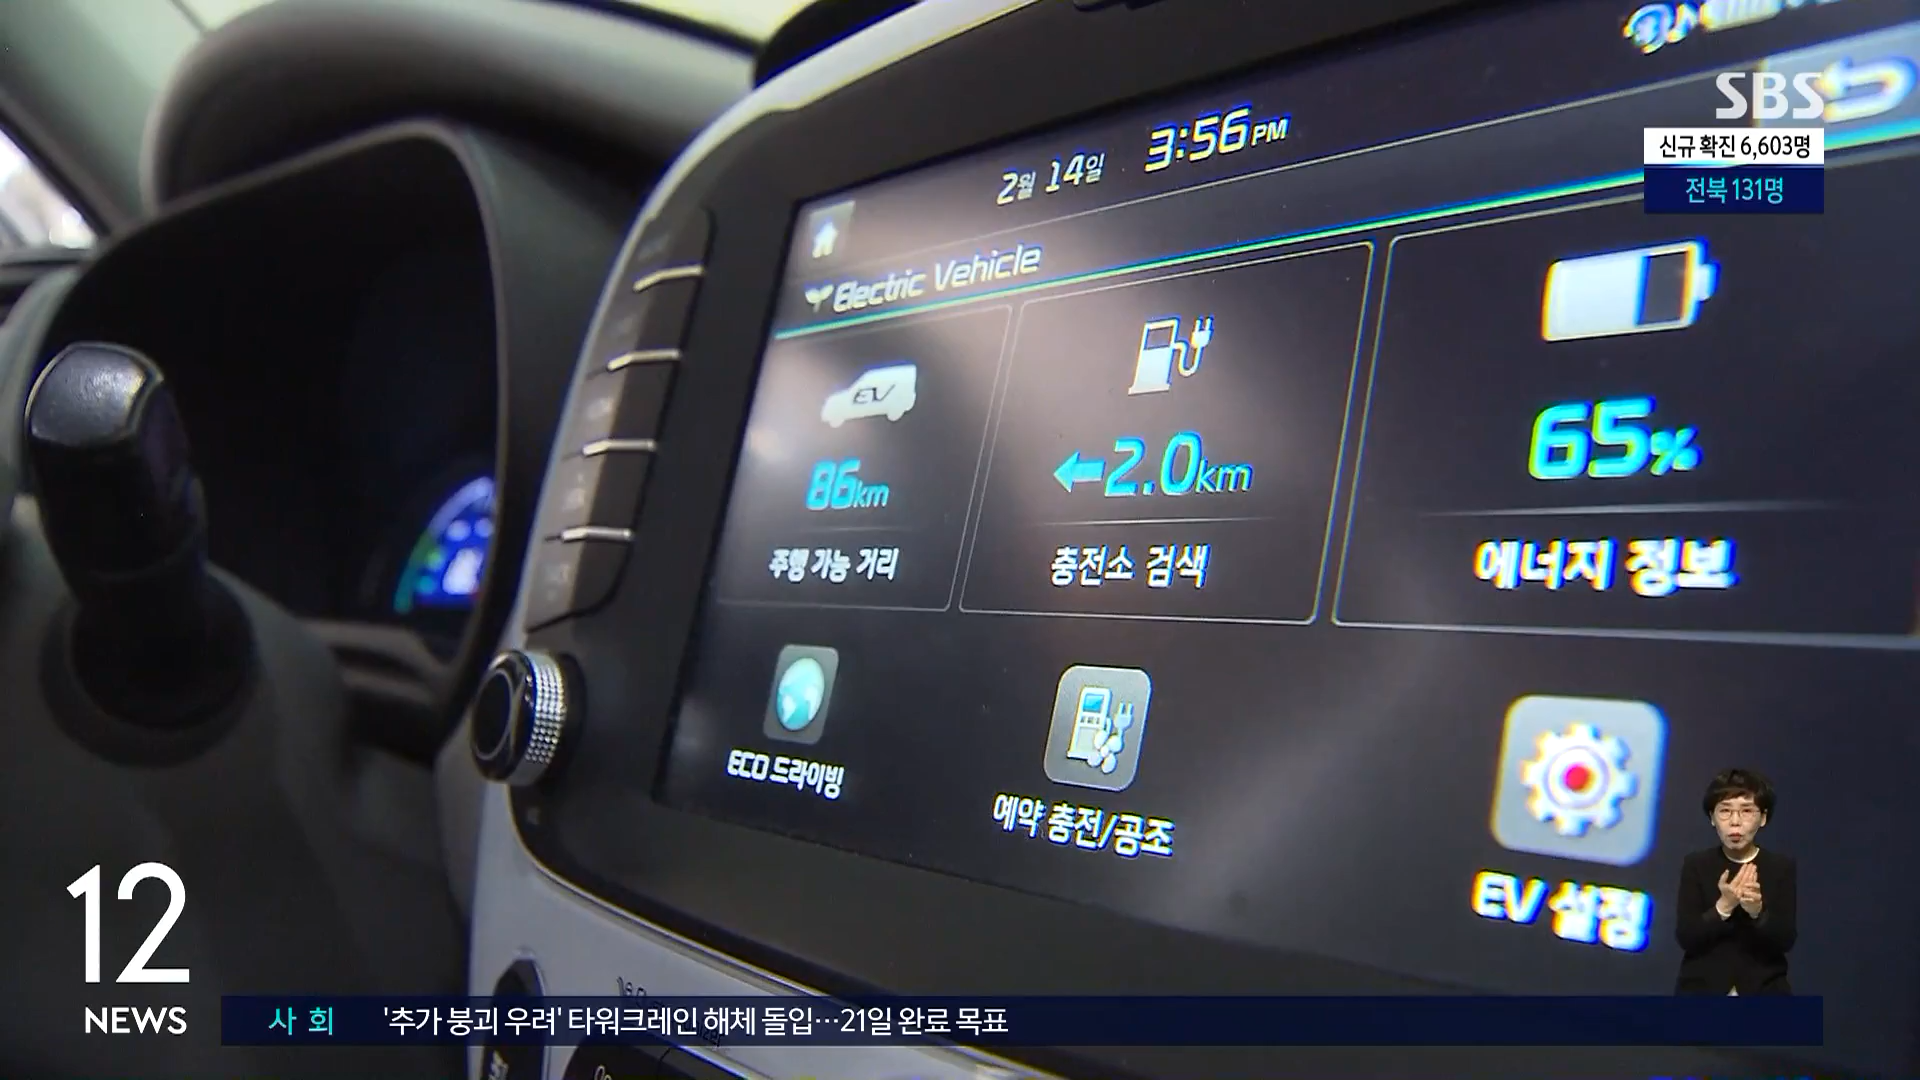 SBS
신규 확진 6,603명
전북 131명
2월 14일 3:56 PM
Electric Vehicle
EV
86km
주행 가능 거리
←2.0km
충전소 검색
65%
에너지 정보
ECO 드라이빙
예약 충전/공조
EV 설정
12
NEWS
사회 '추가 붕괴 우려' 타워크레인 해체 돌입…21일 완료 목표